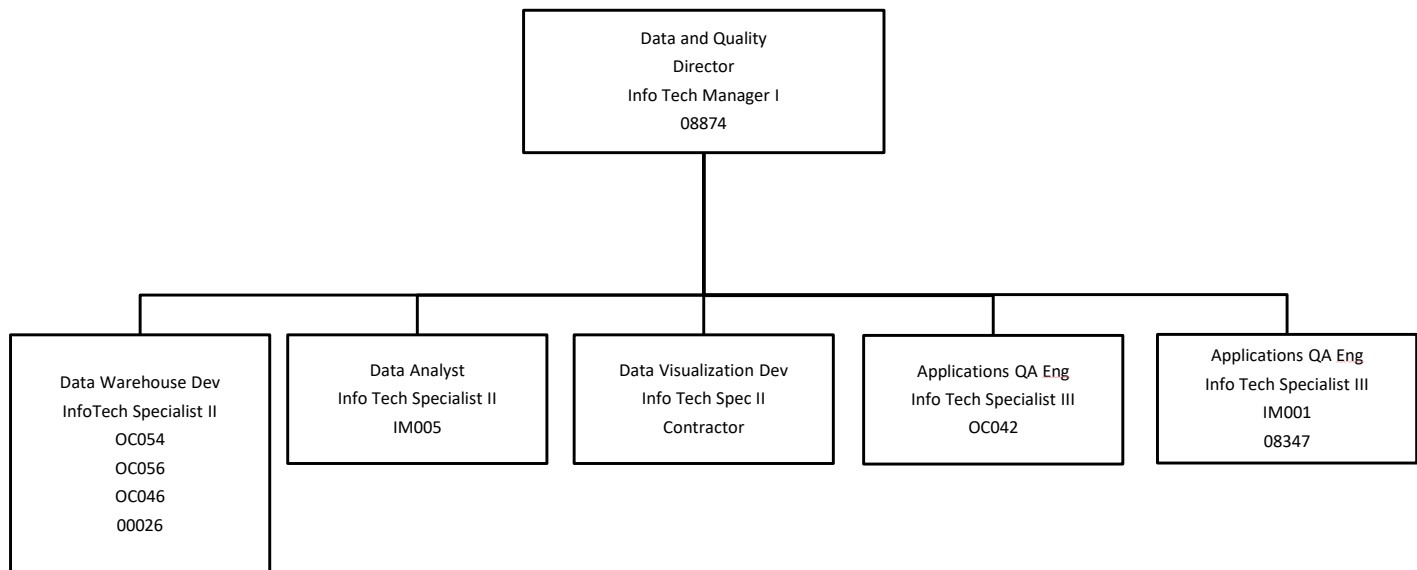 Data and Quality
Director
Info Tech Manager I
08874
Data Warehouse Dev
InfoTech Specialist II
OC054
OC056
OC046
00026
Data Analyst
Info Tech Specialist II
IM005
Data Visualization Dev
Info Tech Spec II
Contractor
Applications QA Eng
Info Tech Specialist III
OC042
Applications QA Eng
Info Tech Specialist III
IM001
08347